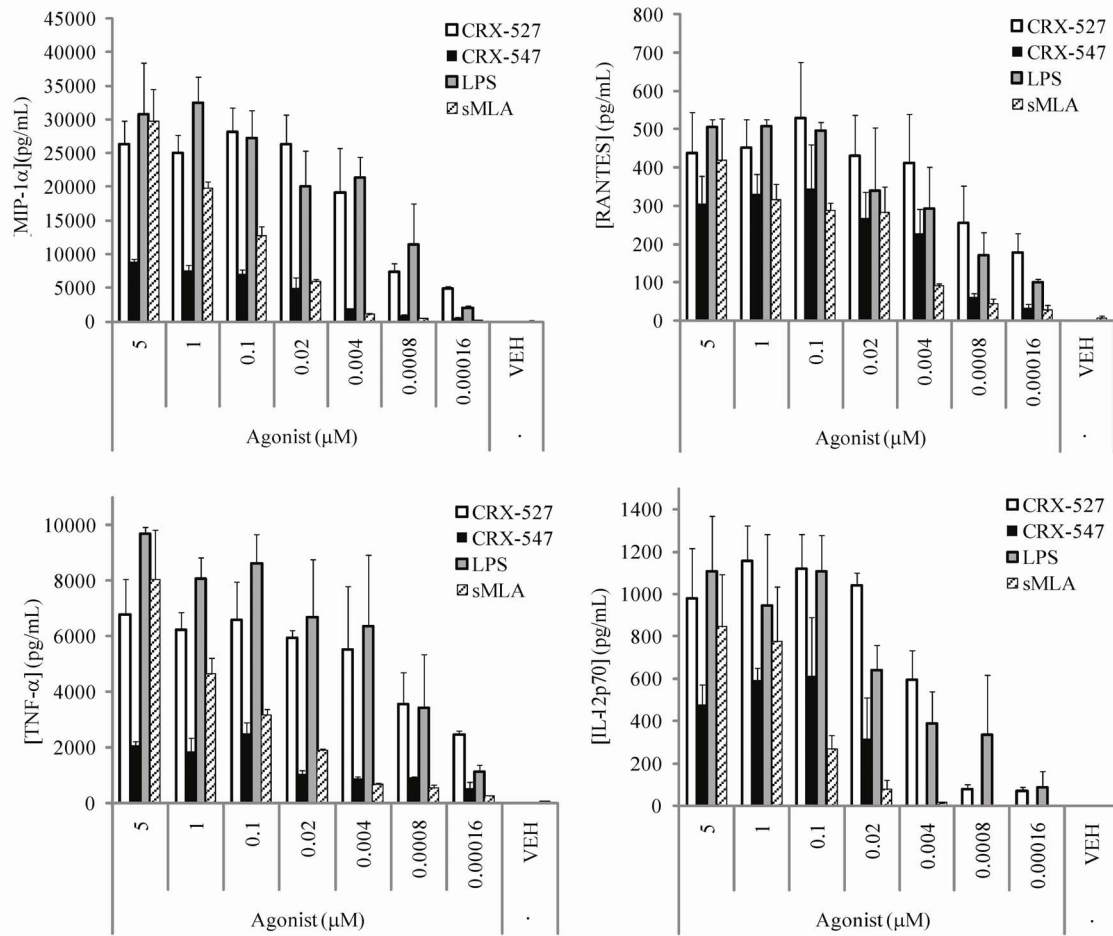 [MIP-1α](pg/mL)
45000
40000
35000
30000
25000
20000
15000
10000
5000
0
CRX-527
CRX-547
LPS
sMLA
5
1
0.1
0.02
0.004
0.0008
0.00016
VEH
Agonist (µM)
.
[RANTES] (pg/mL)
800
700
600
500
400
300
200
100
0
CRX-527
CRX-547
LPS
sMLA
5
1
0.1
0.02
0.004
0.0008
0.00016
VEH
Agonist (µM)
.
[TNF-α] (pg/mL)
10000
8000
6000
4000
2000
0
CRX-527
CRX-547
LPS
sMLA
5
1
0.1
0.02
0.004
0.0008
0.00016
VEH
Agonist (µM)
.
[IL-12p70] (pg/mL)
1400
1200
1000
800
600
400
200
0
CRX-527
CRX-547
LPS
sMLA
5
1
0.1
0.02
0.004
0.0008
0.00016
VEH
Agonist (µM)
.